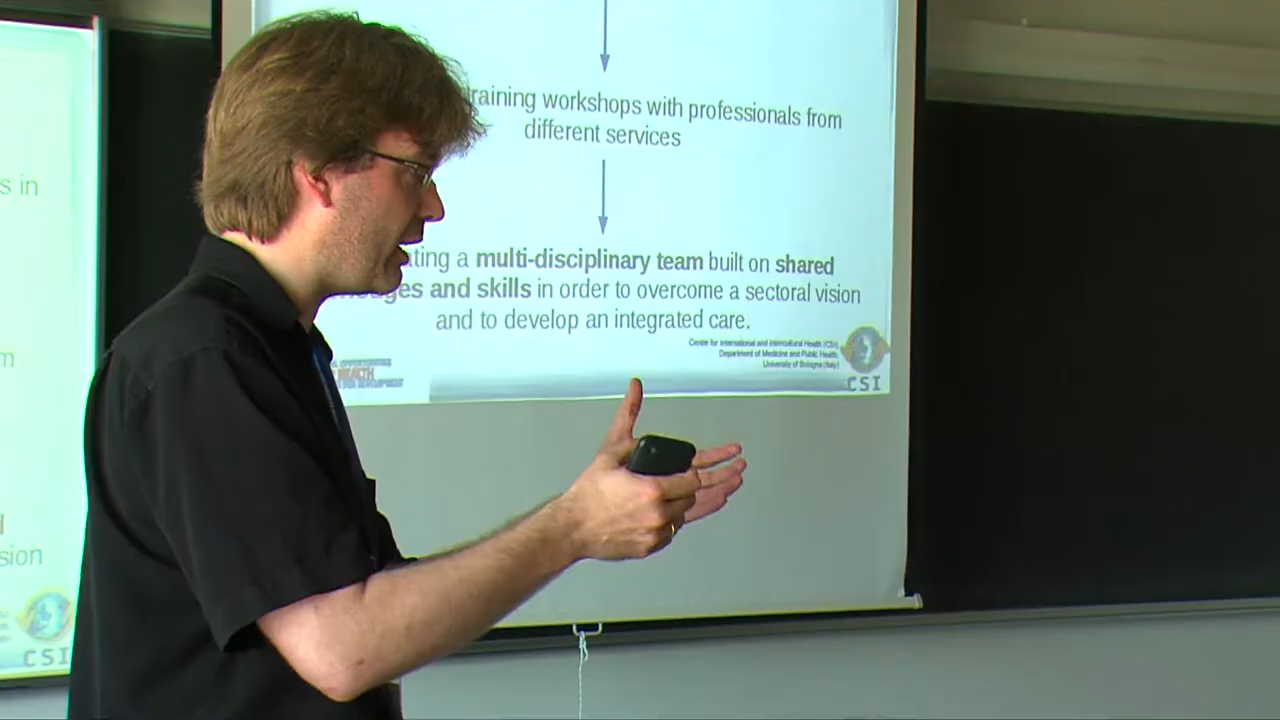 s in
m
sion
CSI
raining workshops with professionals from
different services
ting a multi-disciplinary team built on shared
and skills in order to overcome a sectoral vision
and to develop an integrated care.
Centre for International and Intercultural Health (CSI),
Department of Medicine and Public Health,
University of Bologna (Italy)
CSI
HEALTH